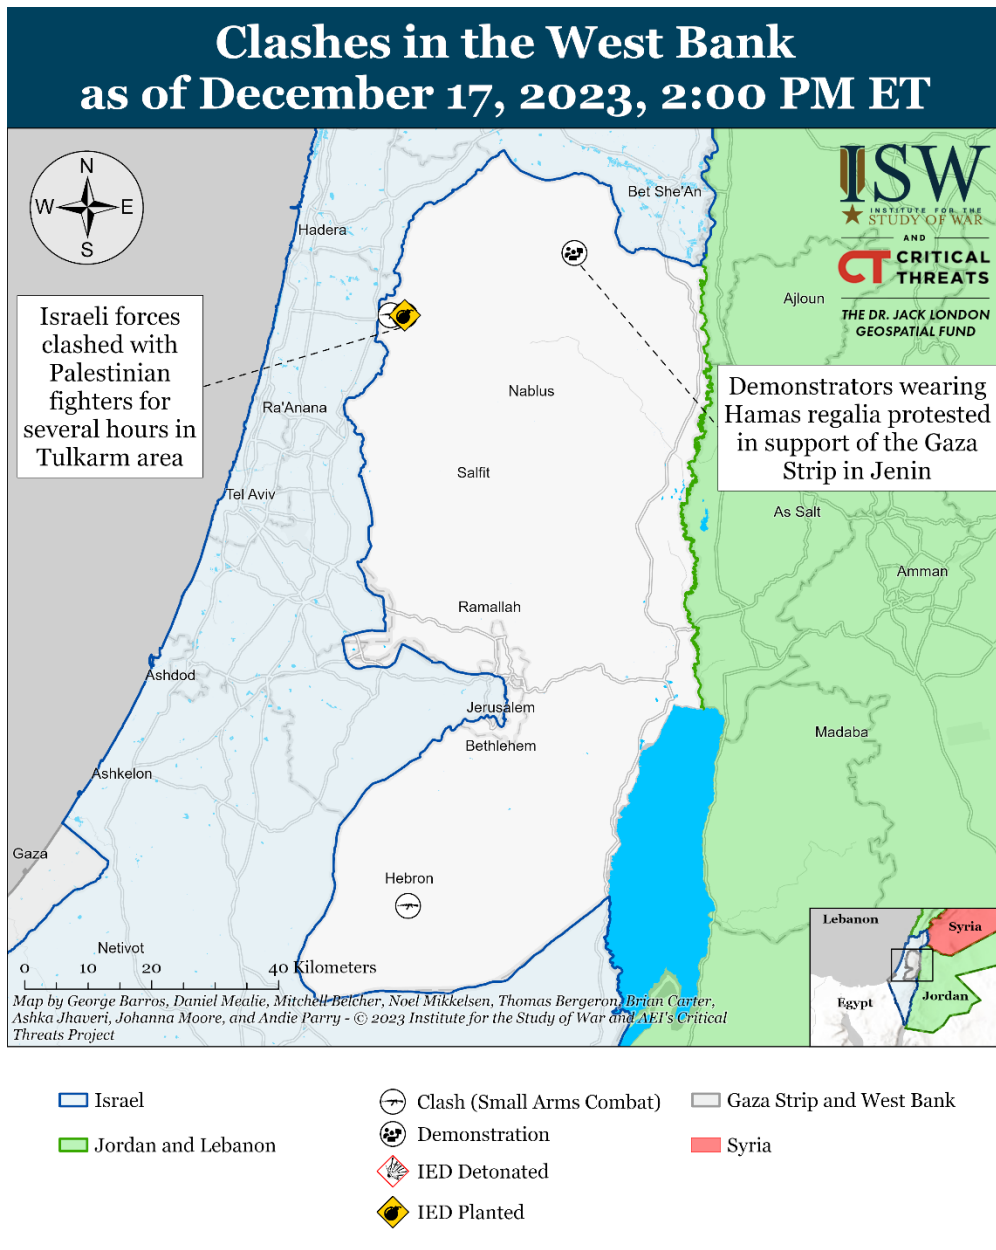 Clashes in the West Bank
as of December 17, 2023, 2:00 PM ET
N
W
E
S
ISW
INSTITUTE FOR THE
STUDY OF WAR
AND
CT CRITICAL
THREATS
THE DR. JACK LONDON
GEOSPATIAL FUND
Bet She'An
Hadera
Ajloun
Israeli forces
clashed with
Palestinian
fighters for
several hours in
Tulkarm area
Demonstrators wearing
Hamas regalia protested
in support of the Gaza
Strip in Jenin
Nablus
Ra'Anana
Salfit
Tel Aviv
As Salt
Amman
Ramallah
Ashdod
Jerusalem
Madaba
Bethlehem
Ashkelon
Gaza
Hebron
Netivot
Lebanon
Syria
Egypt
Jordan
0 10 20 40 Kilometers
Map by George Barros, Daniel Mealie, Mitchell Belcher, Noel Mikkelsen, Thomas Bergeron, Brian Carter,
Ashka Jhaveri, Johanna Moore, and Andie Parry - © 2023 Institute for the Study of War and AEI's Critical
Threats Project
Israel
Jordan and Lebanon
Clash (Small Arms Combat)
Demonstration
IED Detonated
IED Planted
Gaza Strip and West Bank
Syria